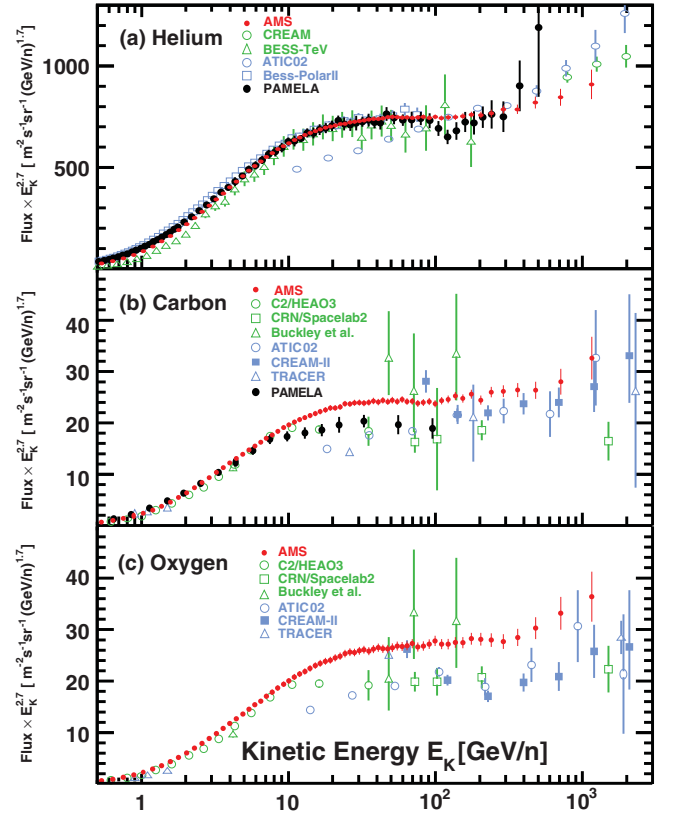 (a) Helium
AMS
CREAM
BESS-TeV
ATIC02
Bess-PolarII
PAMELA
1000
500
Flux × E_K^2.7 [ m^-2 s^-1 sr^-1 (GeV/n)^1.7]
(b) Carbon
AMS
C2/HEAO3
CRN/Spacelab2
Buckley et al.
ATIC02
CREAM-II
TRACER
PAMELA
40
30
20
10
Flux × E_K^2.7 [ m^-2 s^-1 sr^-1 (GeV/n)^1.7]
(c) Oxygen
AMS
C2/HEAO3
CRN/Spacelab2
Buckley et al.
ATIC02
CREAM-II
TRACER
40
30
20
10
Flux × E_K^2.7 [ m^-2 s^-1 sr^-1 (GeV/n)^1.7]
Kinetic Energy E_K [GeV/n]
1 10 10^2 10^3